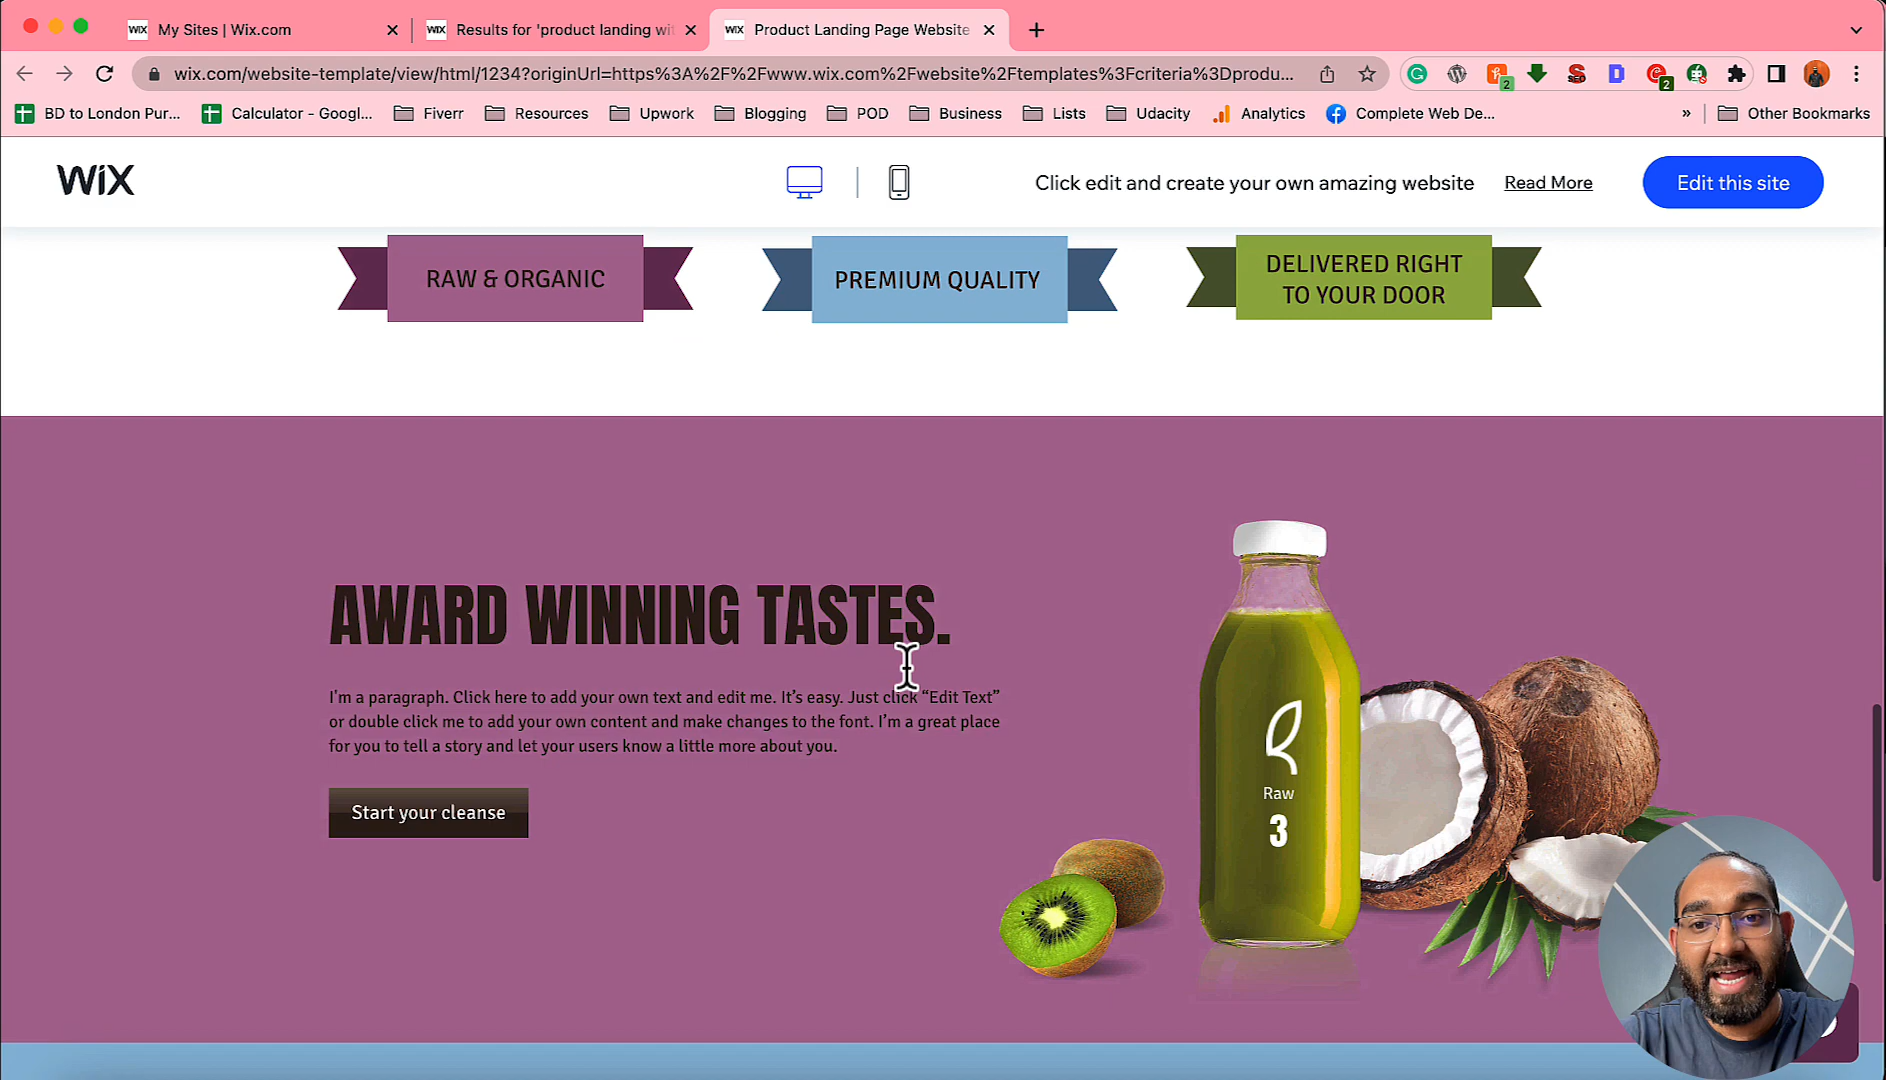 My Sites | Wix.com
Results for 'product landing wi
Product Landing Page Website
wix.com/website-template/view/html/1234?originUrl=https%3A%2F%2Fwww.wix.com%2Fwebsite%2Ftemplates%3Fcriteria%3Dprodu...
2
2
BD to London Pur...
Calculator - Googl...
Fiverr
Resources
Upwork
Blogging
POD
Business
Lists
Udacity
Analytics
Complete Web De...
»
Other Bookmarks
WiX
Click edit and create your own amazing website
Read More
Edit this site
RAW & ORGANIC
PREMIUM QUALITY
DELIVERED RIGHT
TO YOUR DOOR
AWARD WINNING TASTES.
I'm a paragraph. Click here to add your own text and edit me. It's easy. Just click “Edit Text”
or double click me to add your own content and make changes to the font. I'm a great place
for you to tell a story and let your users know a little more about you.
Start your cleanse
Raw
3